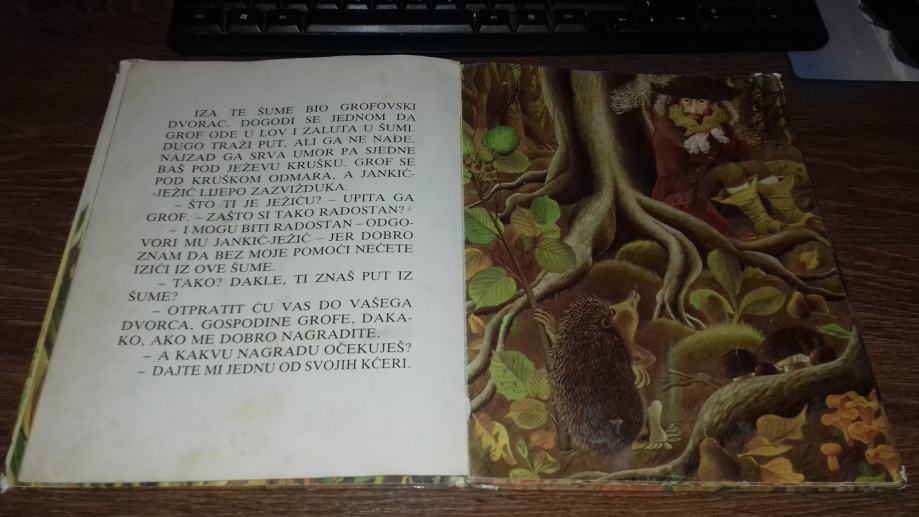 IZA TE ŠUME BIO GROFOVSKI
DVORAC. DOGODI SE JEDNOM DA
GROF ODE U LOV I ZALUTA U ŠUMI.
DUGO TRAŽI PUT, ALI GA NE NAĐE.
NAJZAD GA SRVA UMOR PA SJEDNE
BAŠ POD JEŽEVU KRUŠKU. GROF SE
POD KRUŠKOM ODMARA, A JANKIĆ-
-JEŽIĆ LIJEPO ZAZVIŽDUKA.
– ŠTO TI JE JEŽIĆU? – UPITA GA
GROF. – ZAŠTO SI TAKO RADOSTAN?
– I MOGU BITI RADOSTAN – ODGO-
VORI MU JANKIĆ-JEŽIĆ – JER DOBRO
ZNAM DA BEZ MOJE POMOĆI NEĆETE
IZIĆI IZ OVE ŠUME.
– TAKO? DAKLE, TI ZNAŠ PUT IZ
ŠUME?
– OTPRATIT ĆU VAS DO VAŠEGA
DVORCA, GOSPODINE GROFE, DAKA-
KO, AKO ME DOBRO NAGRADITE.
– A KAKVU NAGRADU OČEKUJEŠ?
– DAJTE MI JEDNU OD SVOJIH KĆERI.